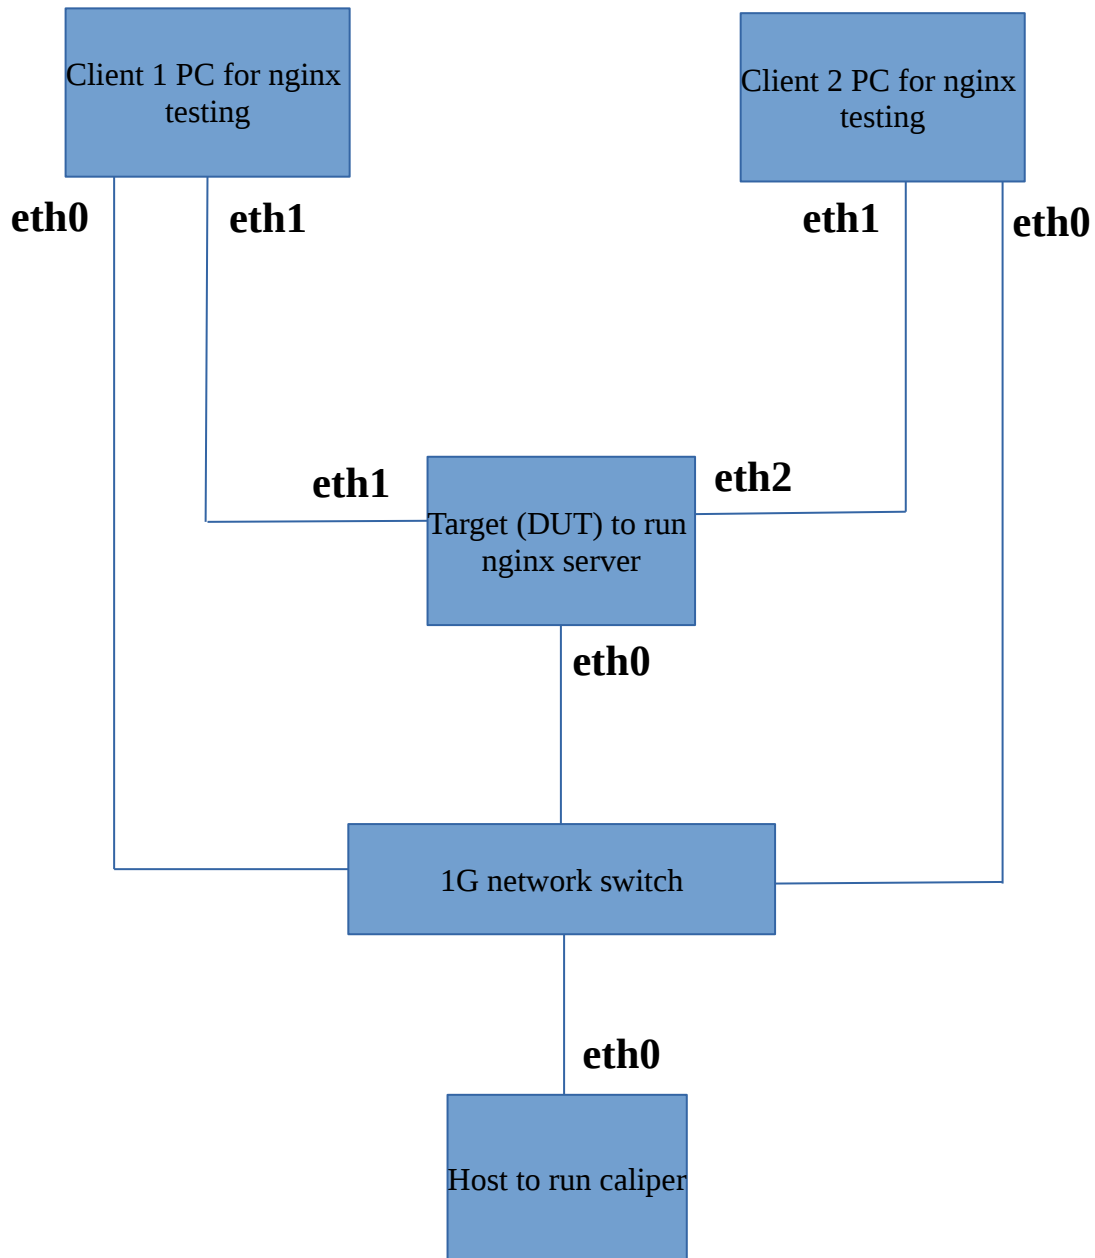 Client 1 PC for nginx
testing
Client 2 PC for nginx
testing
eth0
eth1
eth1
eth0
eth1
eth2
Target (DUT) to run
nginx server
eth0
1G network switch
eth0
Host to run caliper